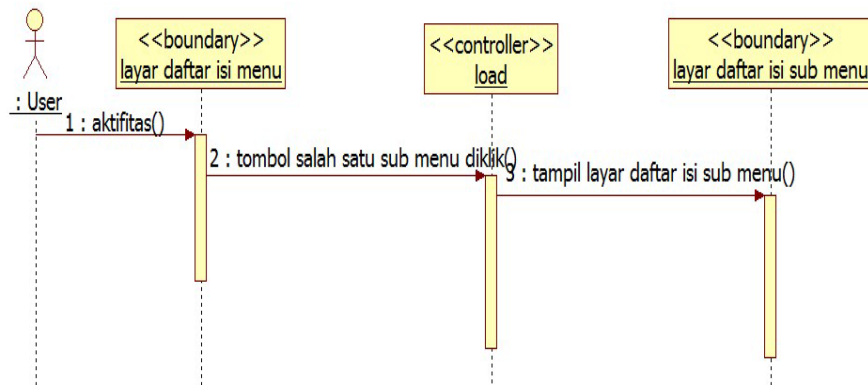 <<boundary>>
layar daftar isi menu
<<controller>>
load
<<boundary>>
layar daftar isi sub menu
: User
1 : aktifitas()
2 : tombol salah satu sub menu diklik()
3 : tampil layar daftar isi sub menu()